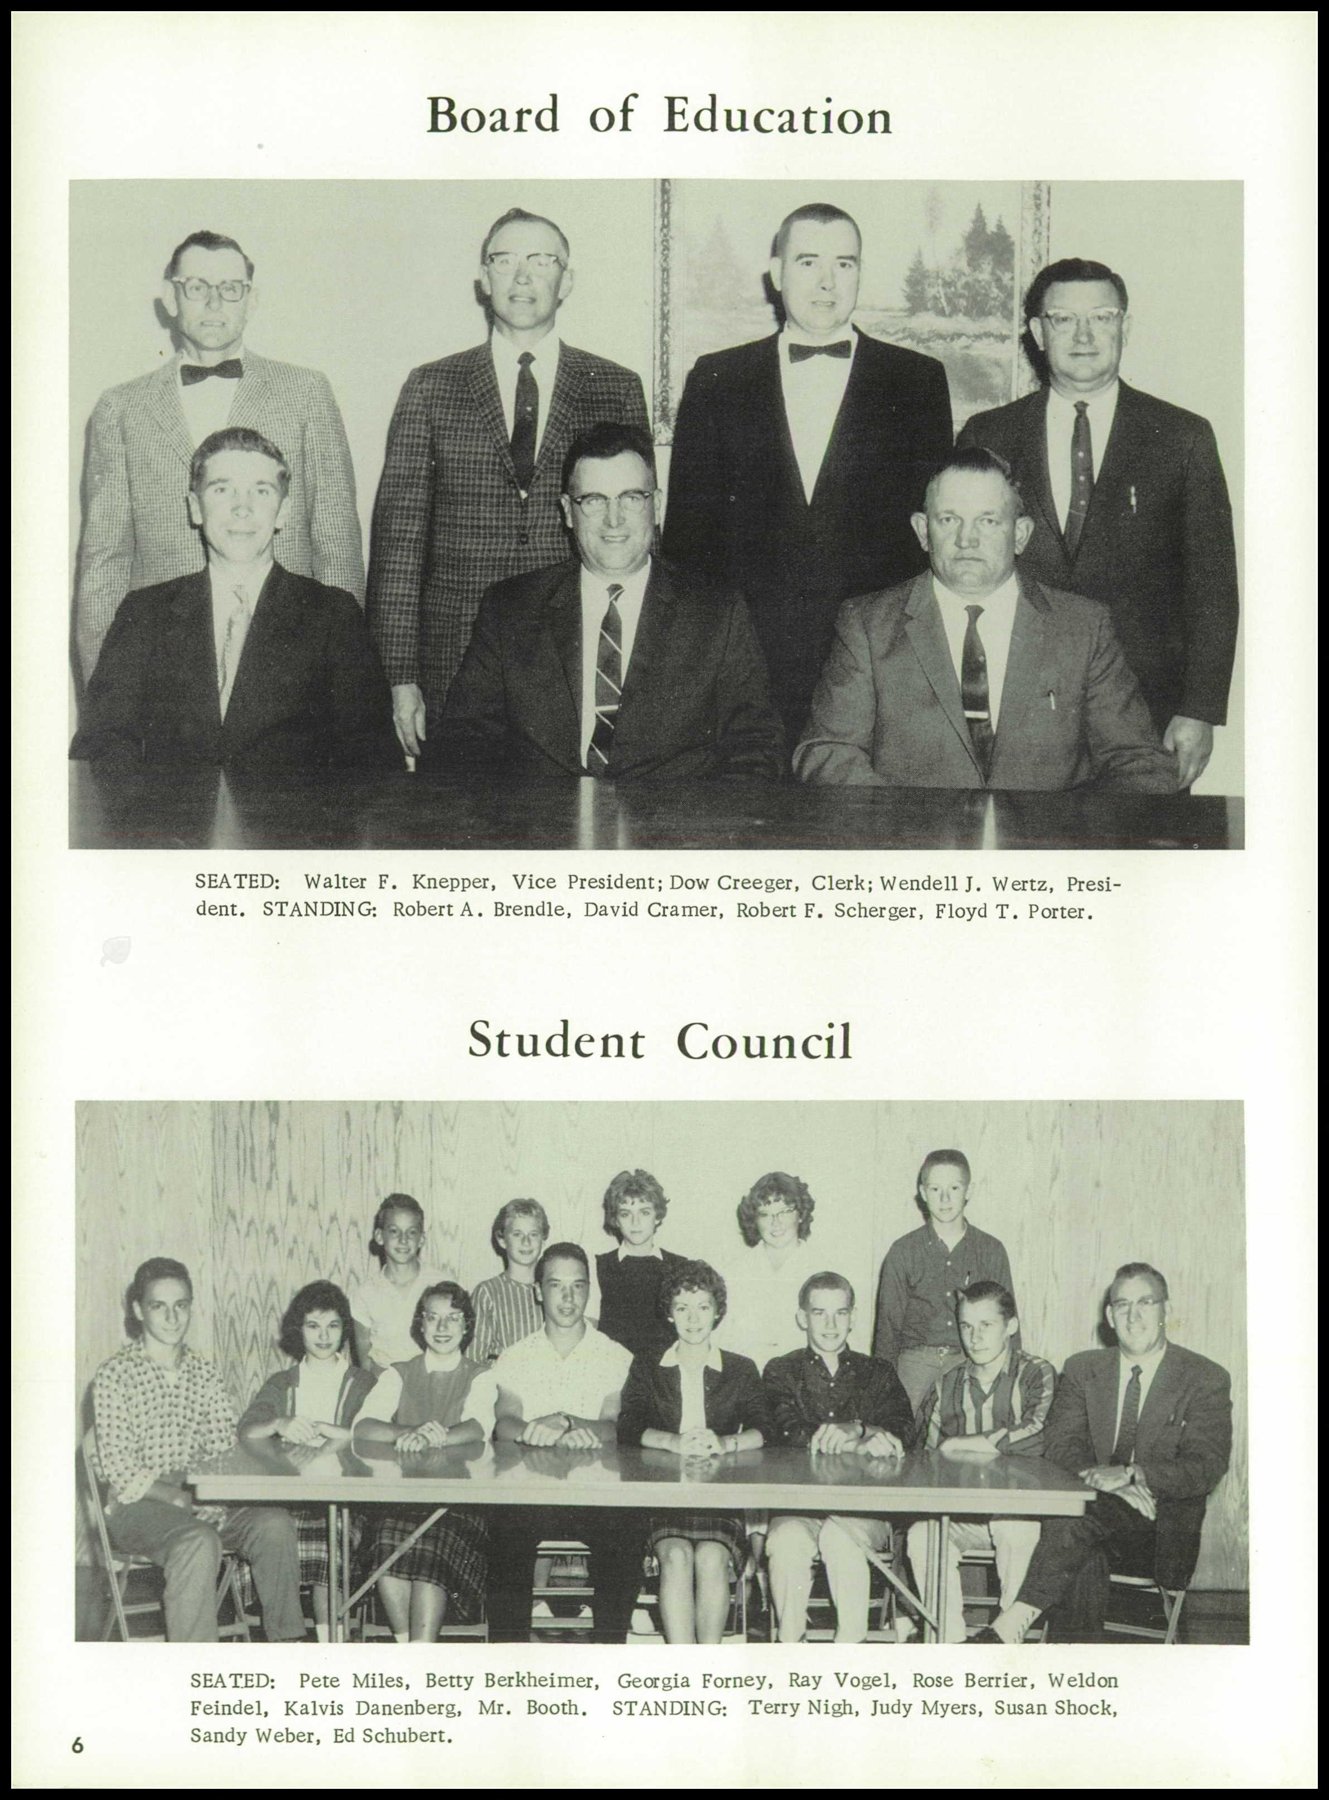 Board of Education
SEATED: Walter F. Knepper, Vice President; Dow Creeger, Clerk; Wendell J. Wertz, Presi-
dent. STANDING: Robert A. Brendle, David Cramer, Robert F. Scherger, Floyd T. Porter.
Student Council
SEATED: Pete Miles, Betty Berkheimer, Georgia Forney, Ray Vogel, Rose Berrier, Weldon
Feindel, Kalvis Danenberg, Mr. Booth. STANDING: Terry Nigh, Judy Myers, Susan Shock,
Sandy Weber, Ed Schubert.
6